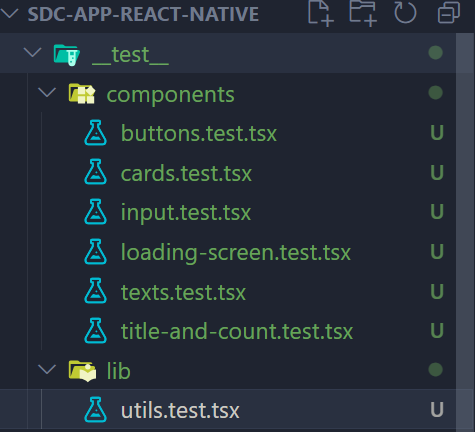 SDC-APP-REACT-NATIVE
__test__
components
buttons.test.tsx U
cards.test.tsx U
input.test.tsx U
loading-screen.test.tsx U
texts.test.tsx U
title-and-count.test.tsx U
lib
utils.test.tsx U